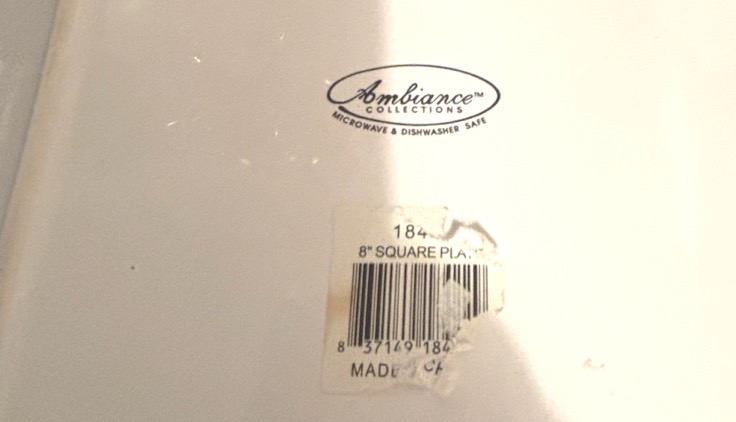 Ambiance™
COLLECTIONS
MICROWAVE & DISHWASHER SAFE
184
8" SQUARE
8 37149 184
MADE